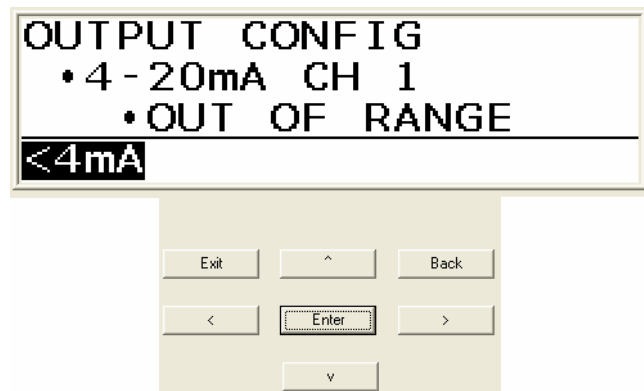 OUTPUT CONFIG
•4-20mA CH 1
•OUT OF RANGE
<4mA
Exit ^ Back
< Enter >
v